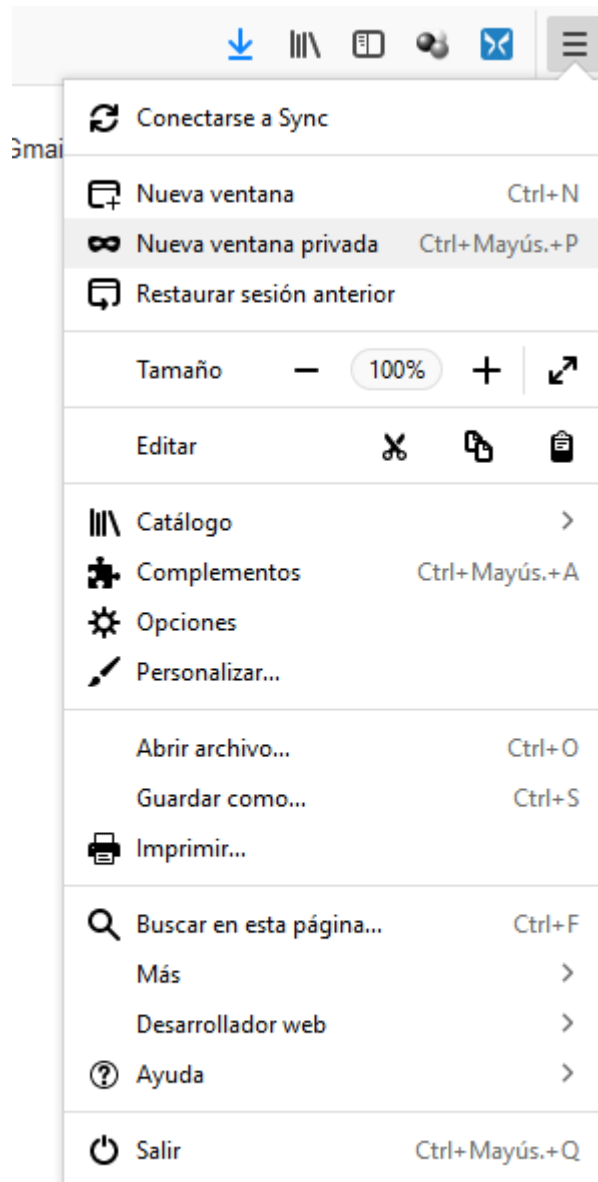 Conectarse a Sync
Gmai
Nueva ventana Ctrl+N
Nueva ventana privada Ctrl+Mayús.+P
Restaurar sesión anterior
Tamaño 100%
Editar
Catálogo
Complementos Ctrl+Mayús.+A
Opciones
Personalizar...
Abrir archivo... Ctrl+O
Guardar como... Ctrl+S
Imprimir...
Buscar en esta página... Ctrl+F
Más
Desarrollador web
Ayuda
Salir Ctrl+Mayús.+Q